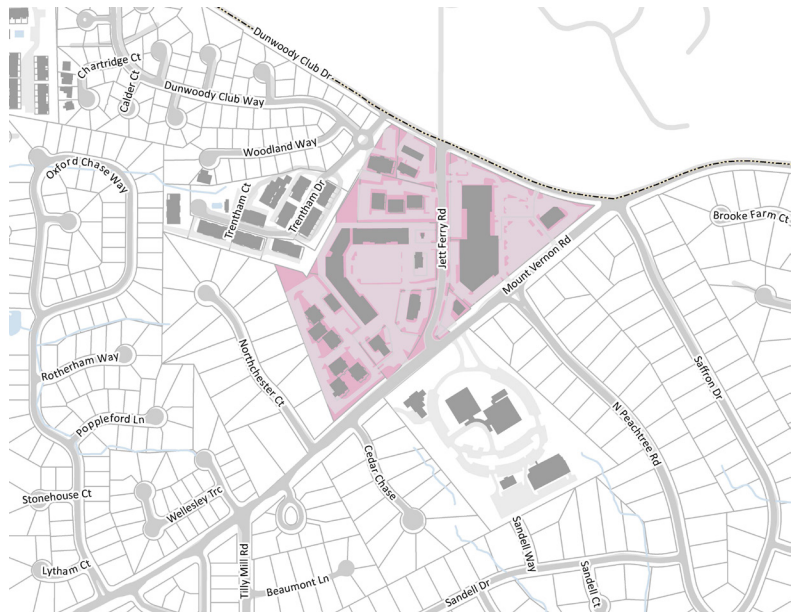 Dunwoody Club Dr
Chartridge Ct
Calder Ct
Dunwoody Club Way
Woodland Way
Oxford Chase Way
Trentham Ct
Trentham Dr
Jett Ferry Rd
Brooke Farm Ct
Mount Vernon Rd
Rotherham Way
Northchester Ct
Saffron Dr
Poppleford Ln
N Peachtree Rd
Stonehouse Ct
Wellesley Trc
Cedar Chase
Sandell Way
Lytham Ct
Tilly Mill Rd
Beaumont Ln
Sandell Dr
Sandell Ct